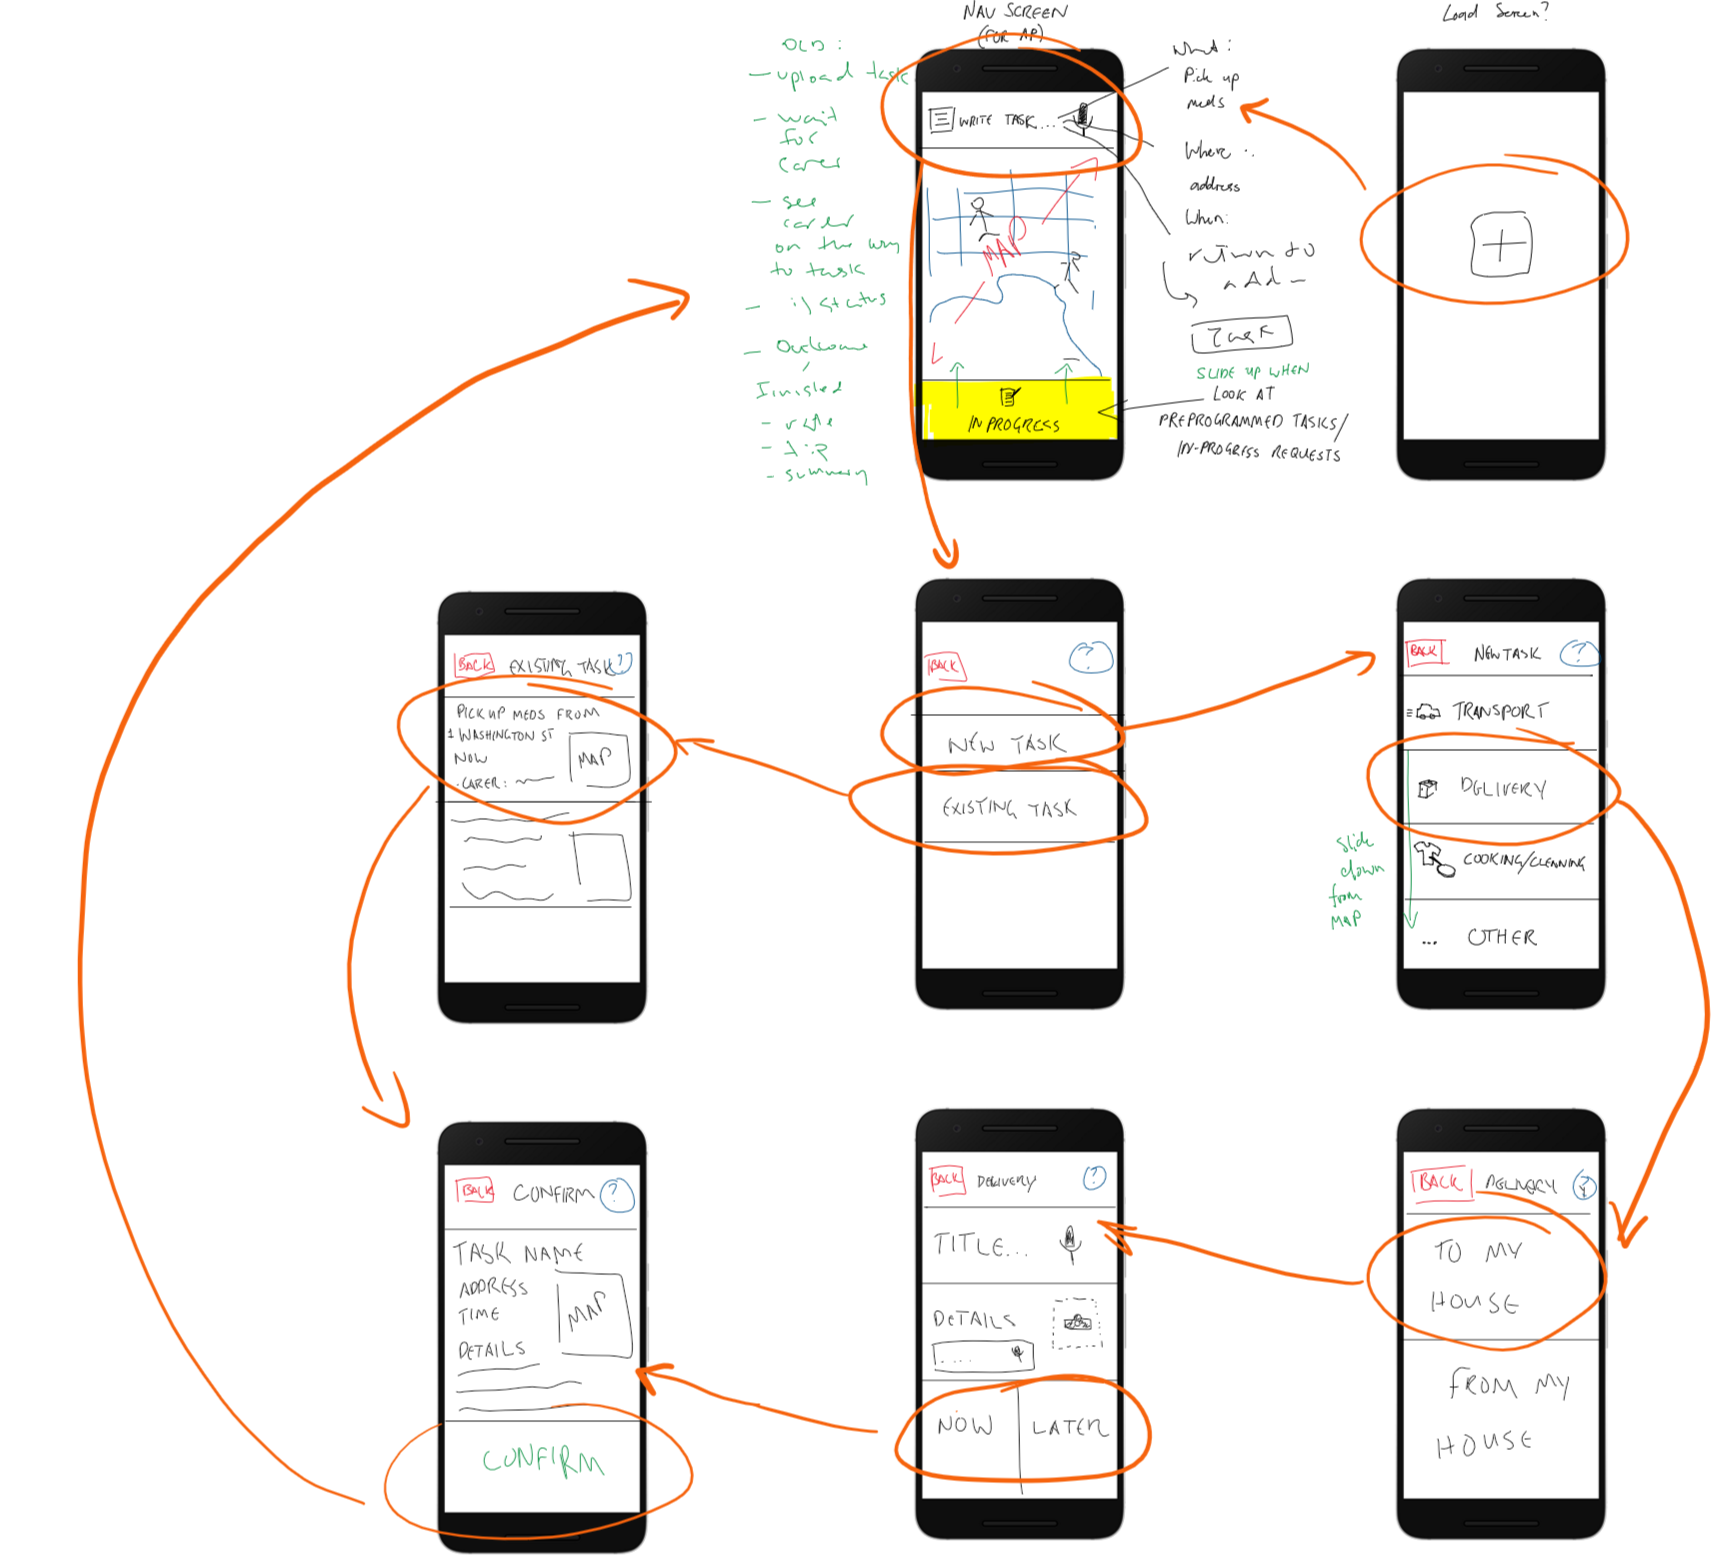 NAV SCREEN
(FOR AP)
Load Screen?
OLD:
- upload task
- wait
for
carer
- see
carer
on the way
to task
- status
- Outcome
Finished
- rate
- tip
- summary
WRITE TASK...
MAP
IN PROGRESS
What:
Pick up
meds
Where:
address
When:
return to
Task
SLIDE UP WHEN
LOOK AT
PREPROGRAMMED TASKS/
IN-PROGRESS REQUESTS
+
BACK EXISTING TASK ?
PICK UP MEDS FROM
1 WASHINGTON ST
NOW
MAP
CARER:
BACK ?
NEW TASK
EXISTING TASK
BACK NEW TASK ?
TRANSPORT
DELIVERY
COOKING/CLEANING
... OTHER
Slide
down
from
MAP
BACK CONFIRM ?
TASK NAME
ADDRESS
TIME
MAP
DETAILS
CONFIRM
BACK DELIVERY ?
TITLE...
DETAILS
....
NOW LATER
BACK DELIVERY ?
TO MY
HOUSE
FROM MY
HOUSE